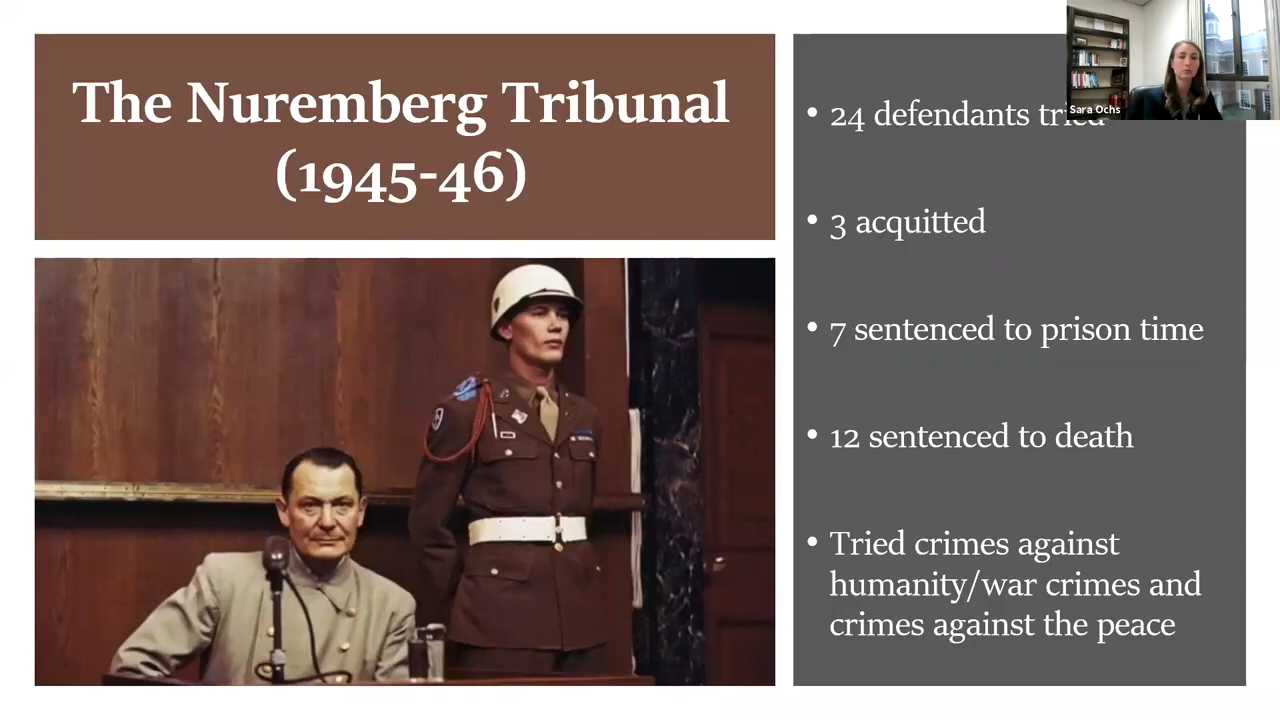 The Nuremberg Tribunal
(1945-46)
Sara Ochs
• 24 defendants tried
• 3 acquitted
• 7 sentenced to prison time
• 12 sentenced to death
• Tried crimes against
humanity/war crimes and
crimes against the peace